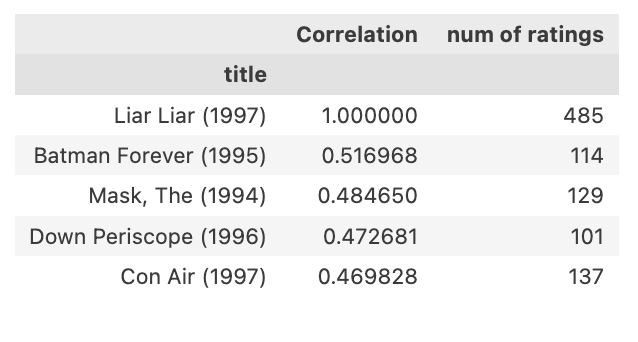 Correlation num of ratings
title
Liar Liar (1997) 1.000000 485
Batman Forever (1995) 0.516968 114
Mask, The (1994) 0.484650 129
Down Periscope (1996) 0.472681 101
Con Air (1997) 0.469828 137